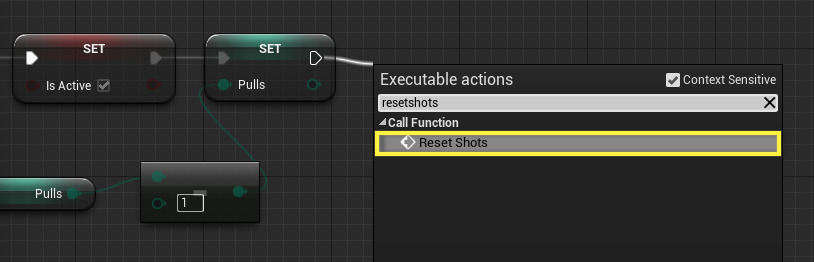 SET
SET
Is Active
Pulls
Pulls
1
Executable actions
Context Sensitive
resetshots
Call Function
Reset Shots